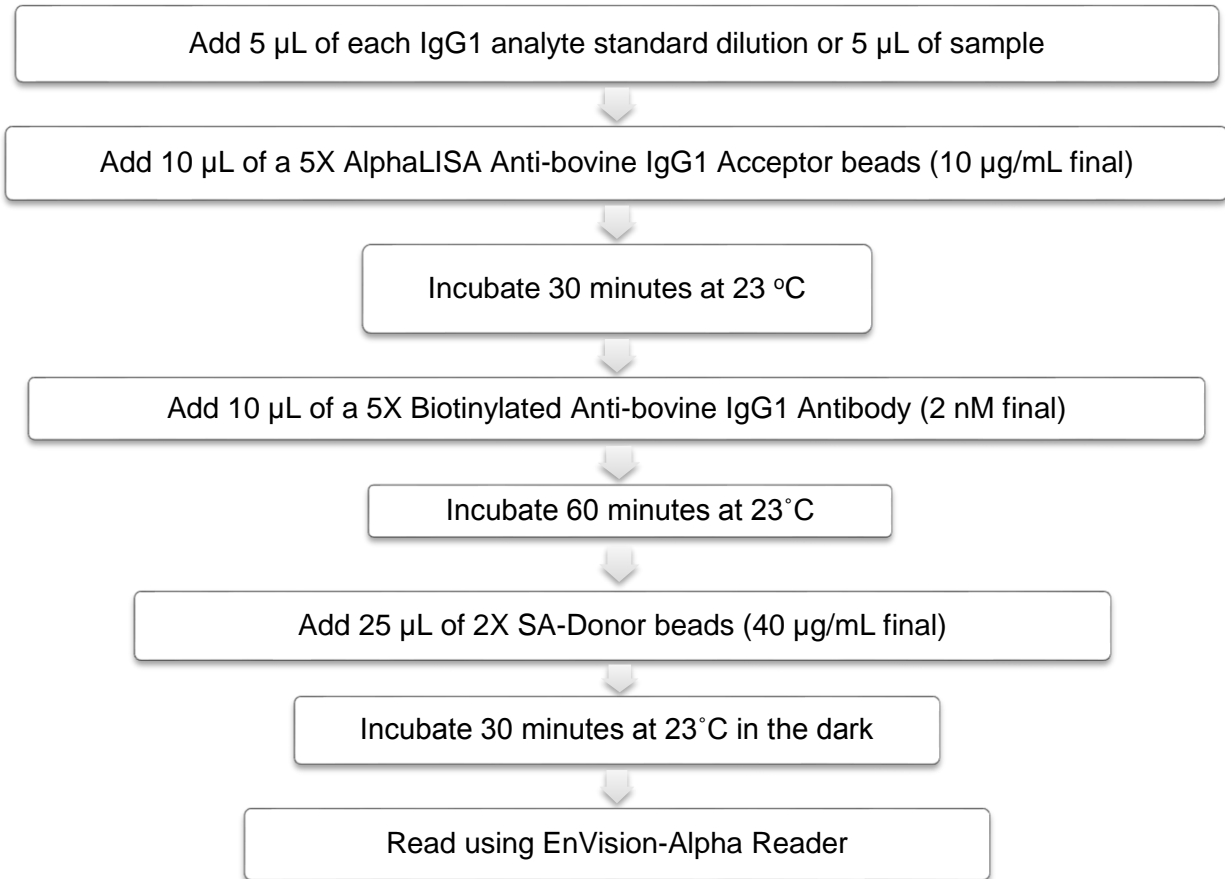 Add 5 µL of each IgG1 analyte standard dilution or 5 µL of sample
Add 10 µL of a 5X AlphaLISA Anti-bovine IgG1 Acceptor beads (10 µg/mL final)
Incubate 30 minutes at 23 ºC
Add 10 µL of a 5X Biotinylated Anti-bovine IgG1 Antibody (2 nM final)
Incubate 60 minutes at 23˚C
Add 25 µL of 2X SA-Donor beads (40 µg/mL final)
Incubate 30 minutes at 23˚C in the dark
Read using EnVision-Alpha Reader